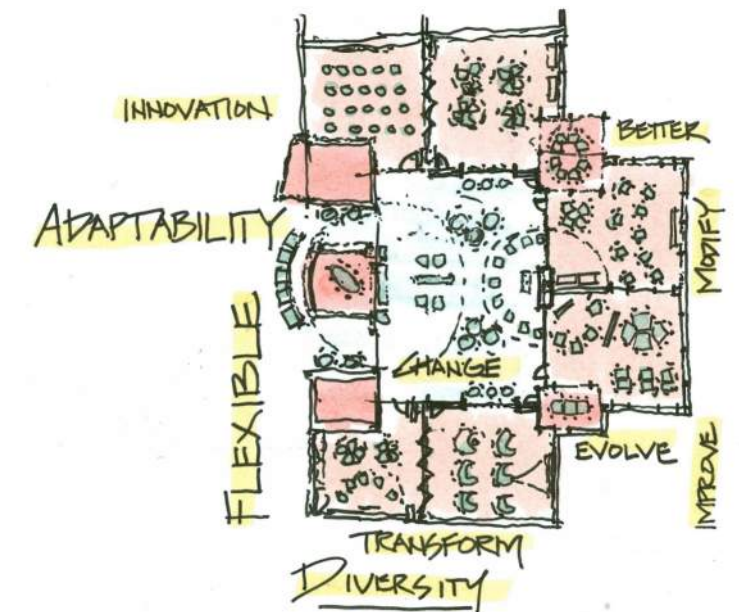 INNOVATION
BETTER
ADAPTABILITY
MODIFY
FLEXIBLE
CHANGE
EVOLVE
IMPROVE
TRANSFORM
DIVERSITY